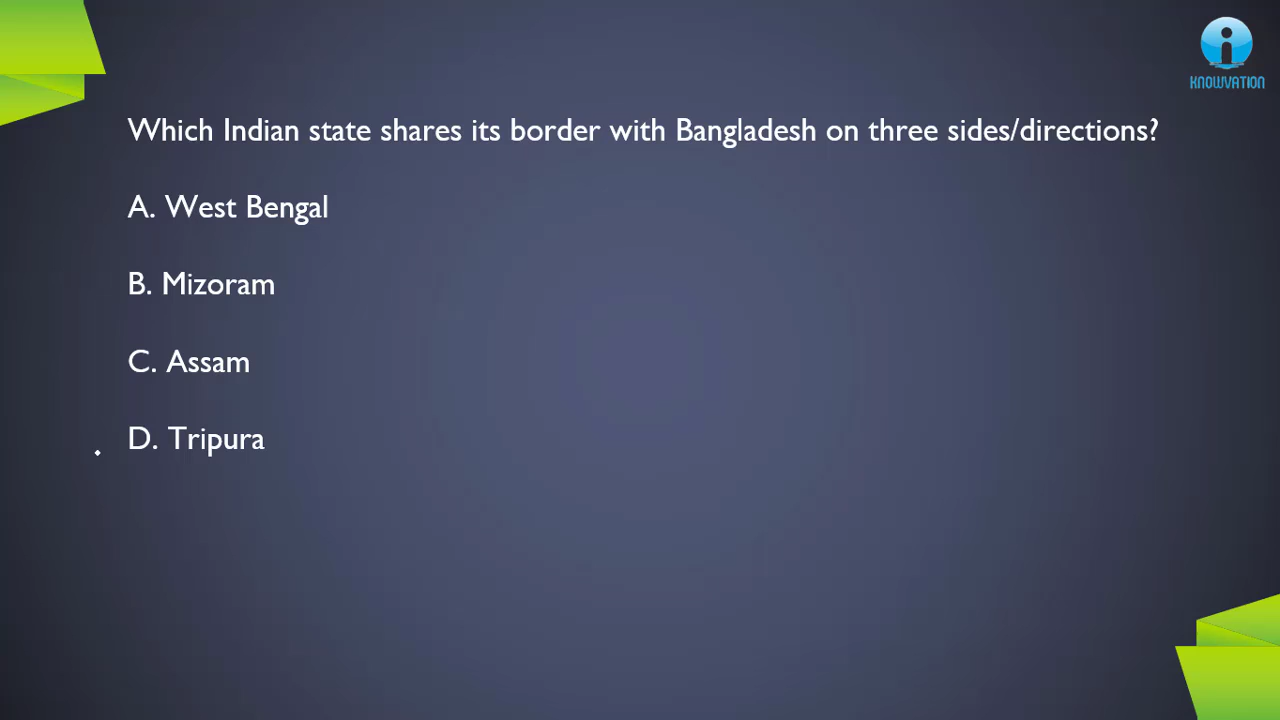 KNOWVATION
Which Indian state shares its border with Bangladesh on three sides/directions?
A. West Bengal
B. Mizoram
C. Assam
D. Tripura